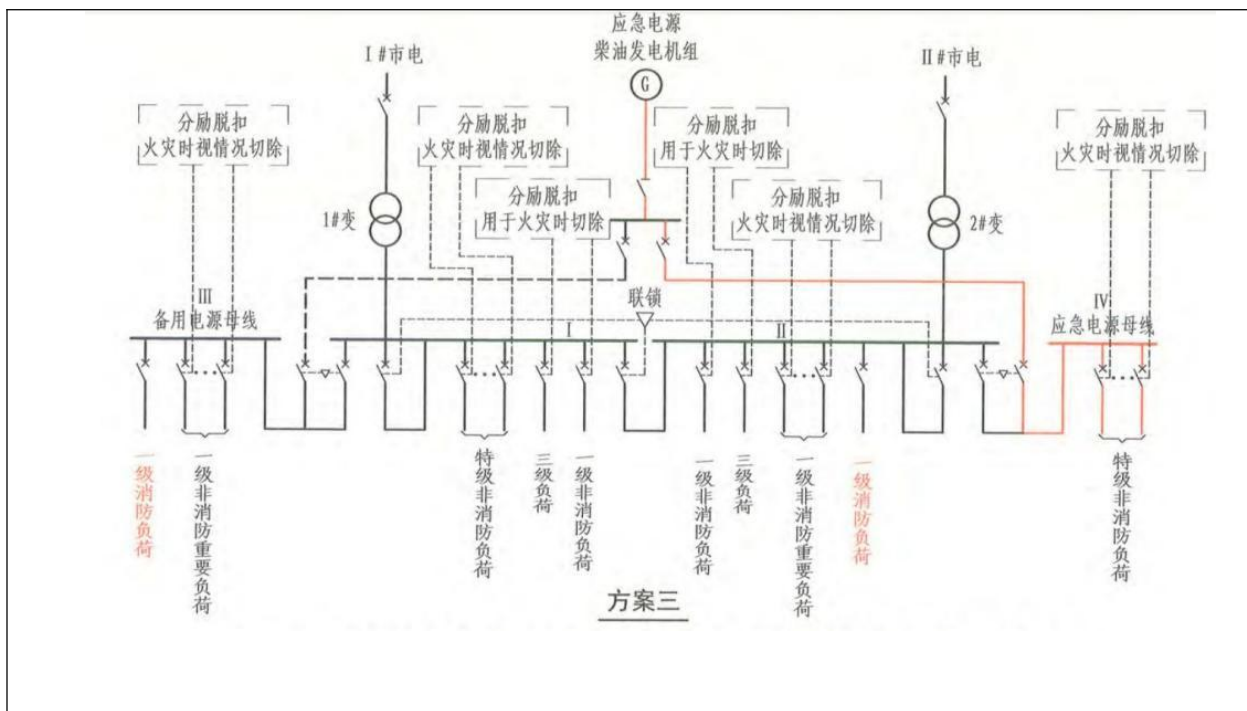 应急电源
柴油发电机组
G
Ⅰ#市电
Ⅱ#市电
分励脱扣
火灾时视情况切除
分励脱扣
火灾时视情况切除
分励脱扣
用于火灾时切除
分励脱扣
火灾时视情况切除
分励脱扣
用于火灾时切除
分励脱扣
火灾时视情况切除
1#变
2#变
联锁
Ⅲ
备用电源母线
Ⅰ
Ⅱ
Ⅳ
应急电源母线
一级消防负荷
一级非消防重要负荷
特级非消防负荷
三级负荷
一级非消防负荷
一级非消防负荷
三级负荷
一级非消防重要负荷
一级消防负荷
特级非消防负荷
方案三